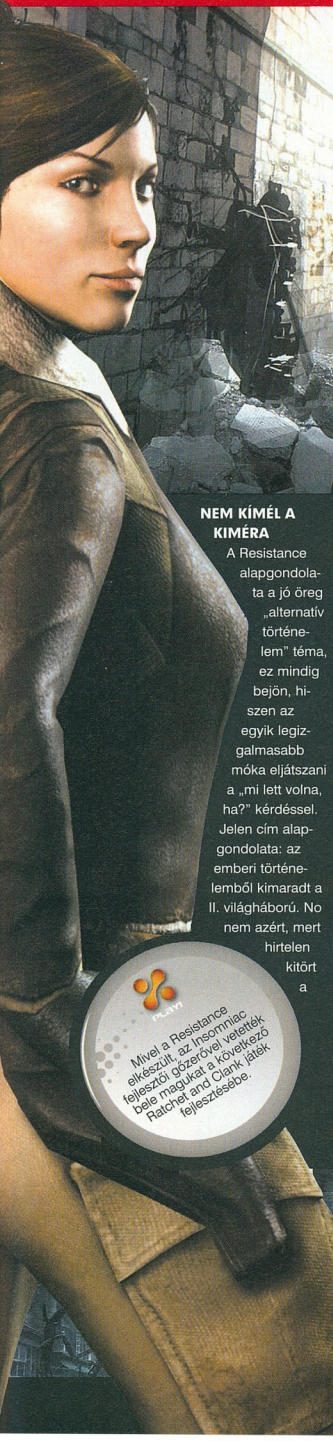 NEM KÍMÉL A
KIMÉRA
A Resistance
alapgondola-
ta a jó öreg
„alternatív
történe-
lem” téma,
ez mindig
bejön, hi-
szen az
egyik legiz-
galmasabb
móka eljátszani
a „mi lett volna,
ha?” kérdéssel.
Jelen cím alap-
gondolata: az
emberi történe-
lemből kimaradt a
II. világháború. No
nem azért, mert
hirtelen
kitört
a
PLAY!
Mivel a Resistance
elkészült, az Insomniac
fejlesztői gőzerővel vetették
bele magukat a következő
Ratchet and Clank játék
fejlesztésébe.